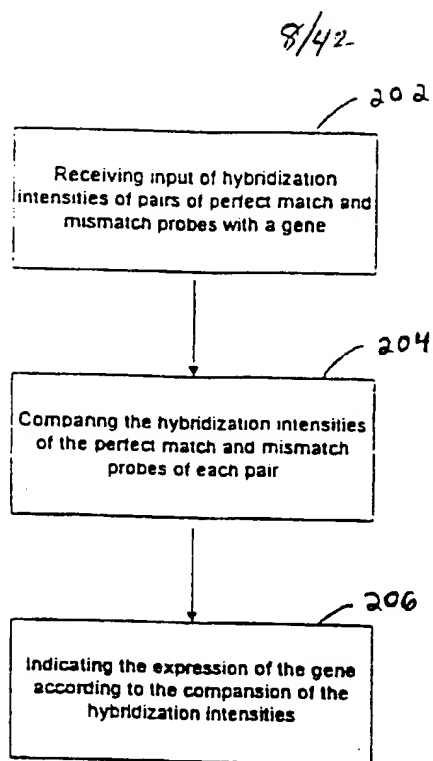 8/42
202
Receiving input of hybridization
intensities of pairs of perfect match and
mismatch probes with a gene
204
Comparing the hybridization intensities
of the perfect match and mismatch
probes of each pair
206
Indicating the expression of the gene
according to the compansion of the
hybridization intensities